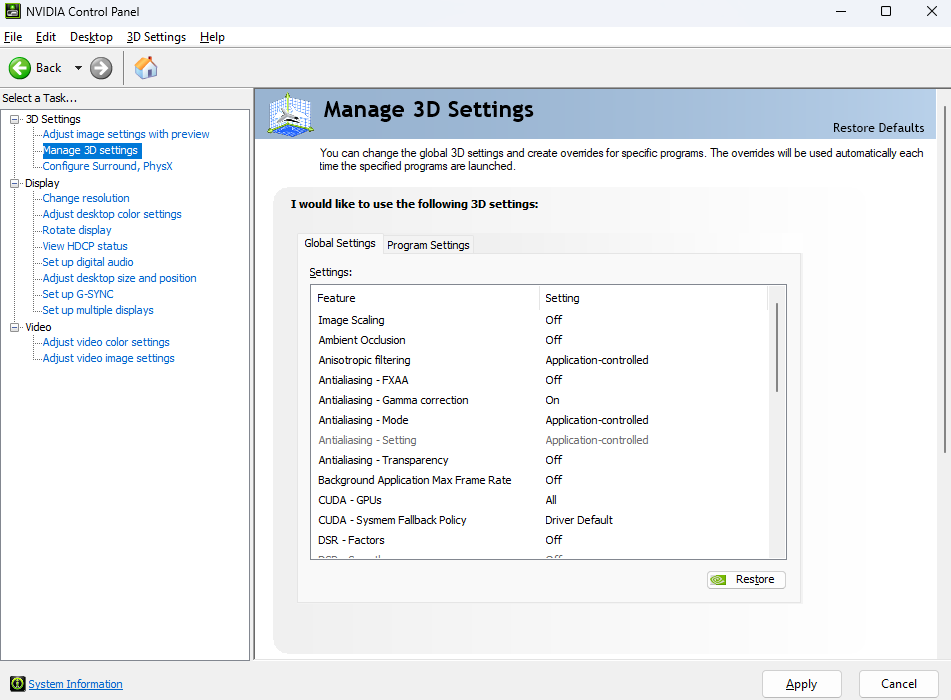 NVIDIA Control Panel
File Edit Desktop 3D Settings Help
Back
Select a Task...
3D Settings
Adjust image settings with preview
Manage 3D settings
Configure Surround, PhysX
Display
Change resolution
Adjust desktop color settings
Rotate display
View HDCP status
Set up digital audio
Adjust desktop size and position
Set up G-SYNC
Set up multiple displays
Video
Adjust video color settings
Adjust video image settings
System Information
Manage 3D Settings
Restore Defaults
You can change the global 3D settings and create overrides for specific programs. The overrides will be used automatically each
time the specified programs are launched.
I would like to use the following 3D settings:
Global Settings Program Settings
Settings:
Feature Setting
Image Scaling Off
Ambient Occlusion Off
Anisotropic filtering Application-controlled
Antialiasing - FXAA Off
Antialiasing - Gamma correction On
Antialiasing - Mode Application-controlled
Antialiasing - Setting Application-controlled
Antialiasing - Transparency Off
Background Application Max Frame Rate Off
CUDA - GPUs All
CUDA - Sysmem Fallback Policy Driver Default
DSR - Factors Off
Restore
Apply Cancel